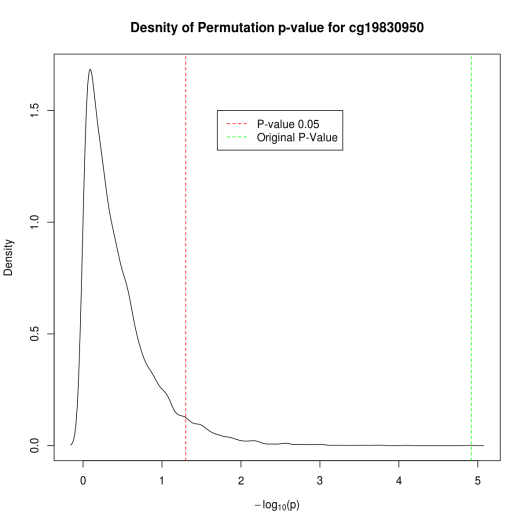 Desnity of Permutation p-value for cg19830950
Density
0.0
0.5
1.0
1.5
P-value 0.05
Original P-Value
0 1 2 3 4 5
−log10(p)